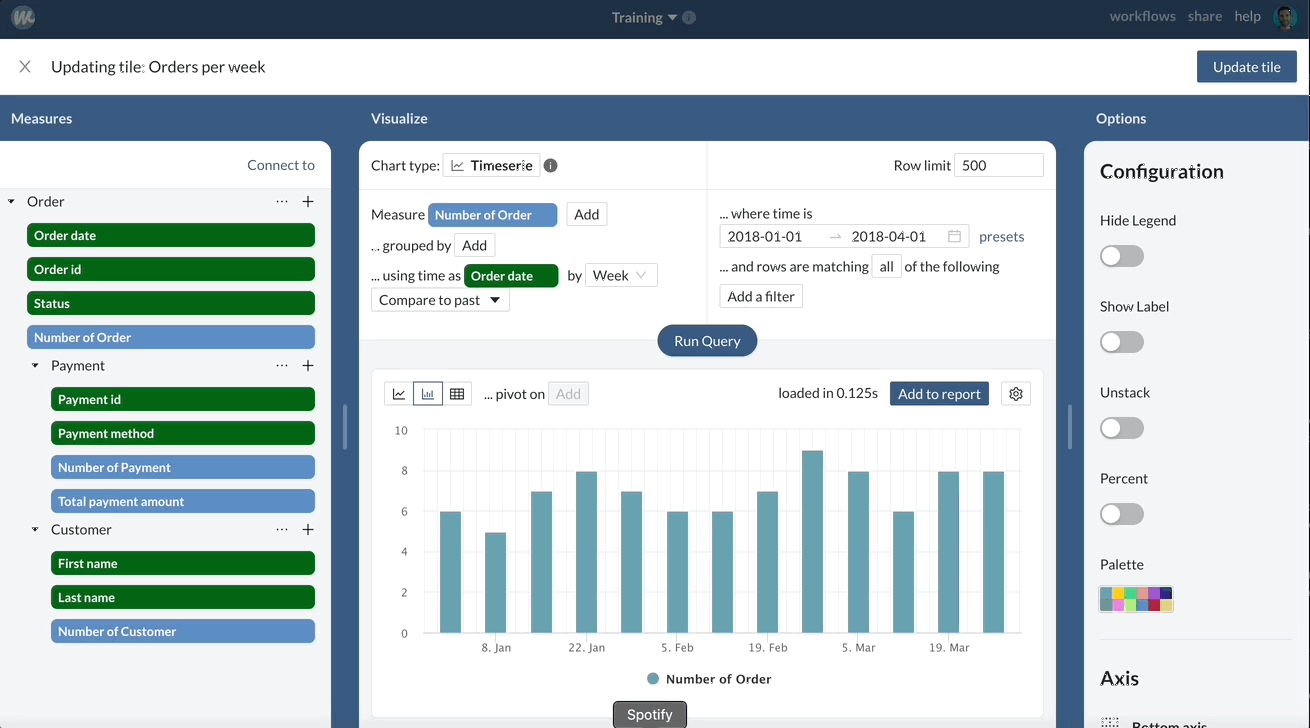 Training
workflows share help
Updating tile: Orders per week
Update tile
Measures
Visualize
Options
Connect to
Order
Order date
Order id
Status
Number of Order
Payment
Payment id
Payment method
Number of Payment
Total payment amount
Customer
First name
Last name
Number of Customer
Chart type: Timeserie
Row limit 500
Measure Number of Order Add
... grouped by Add
... using time as Order date by Week
Compare to past
... where time is
2018-01-01 → 2018-04-01 presets
... and rows are matching all of the following
Add a filter
Run Query
... pivot on Add
loaded in 0.125s Add to report
10
8
6
4
2
0
8. Jan 22. Jan 5. Feb 19. Feb 5. Mar 19. Mar
Number of Order
Spotify
Configuration
Hide Legend
Show Label
Unstack
Percent
Palette
Axis
Bottom axis